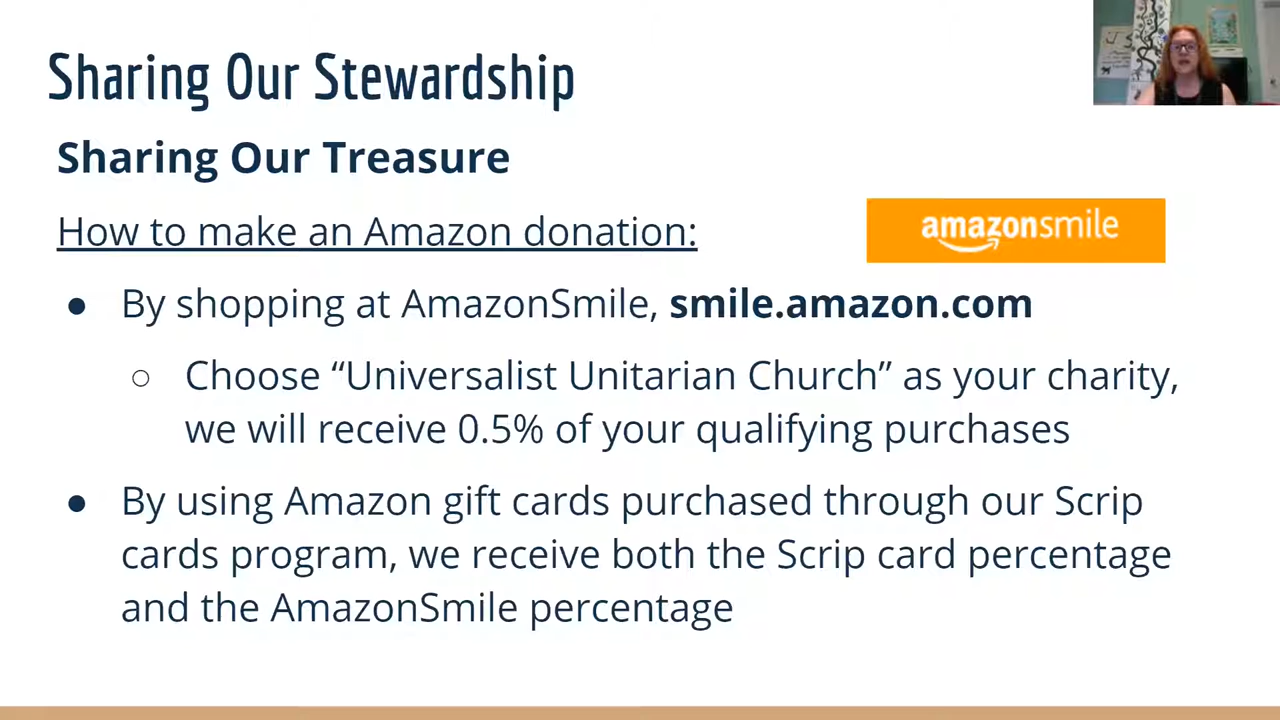 Sharing Our Stewardship
Sharing Our Treasure
How to make an Amazon donation:
amazonsmile
● By shopping at AmazonSmile, smile.amazon.com
○ Choose “Universalist Unitarian Church” as your charity,
we will receive 0.5% of your qualifying purchases
● By using Amazon gift cards purchased through our Scrip
cards program, we receive both the Scrip card percentage
and the AmazonSmile percentage